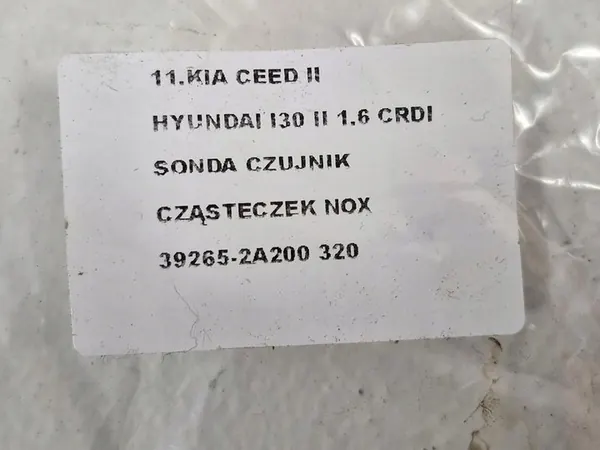 11.KIA CEED II
HYUNDAI I30 II 1.6 CRDI
SONDA CZUJNIK
CZĄSTECZEK NOX
39265-2A200 320